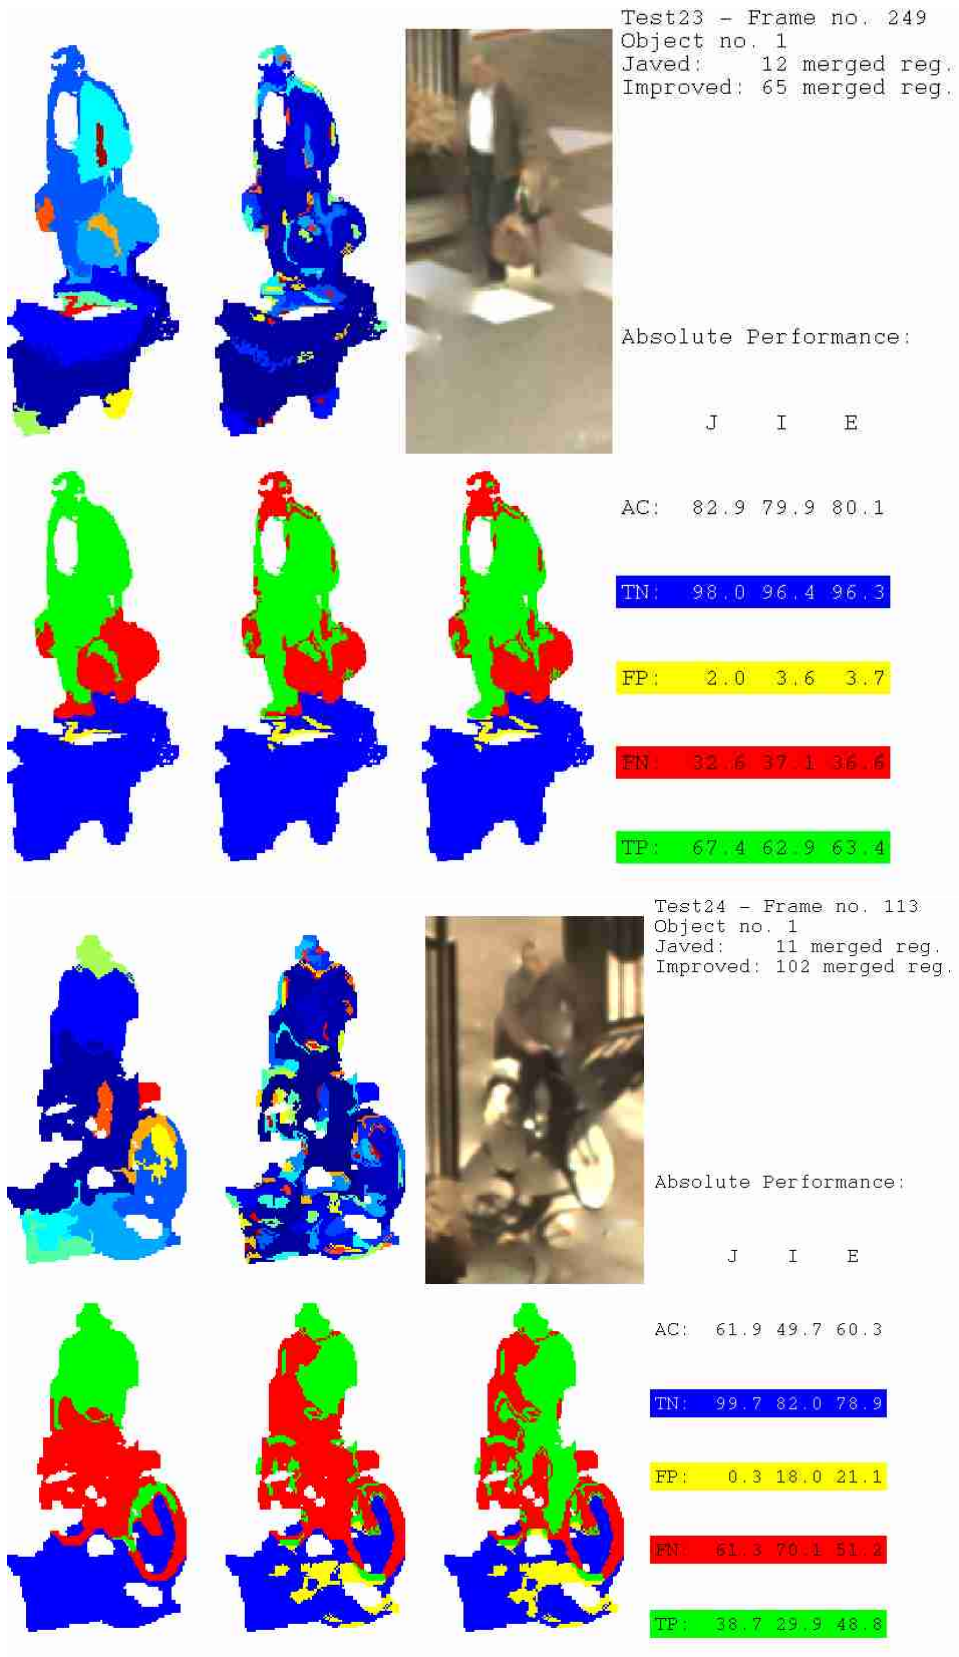 Test23 – Frame no. 249
Object no. 1
Javed: 12 merged reg.
Improved: 65 merged reg.
Absolute Performance:
J I E
AC: 82.9 79.9 80.1
TN: 98.0 96.4 96.3
FP: 2.0 3.6 3.7
FN: 32.6 37.1 36.6
TP: 67.4 62.9 63.4
Test24 – Frame no. 113
Object no. 1
Javed: 11 merged reg.
Improved: 102 merged reg.
Absolute Performance:
J I E
AC: 61.9 49.7 60.3
TN: 99.7 82.0 78.9
FP: 0.3 18.0 21.1
FN: 61.3 70.1 51.2
TP: 38.7 29.9 48.8